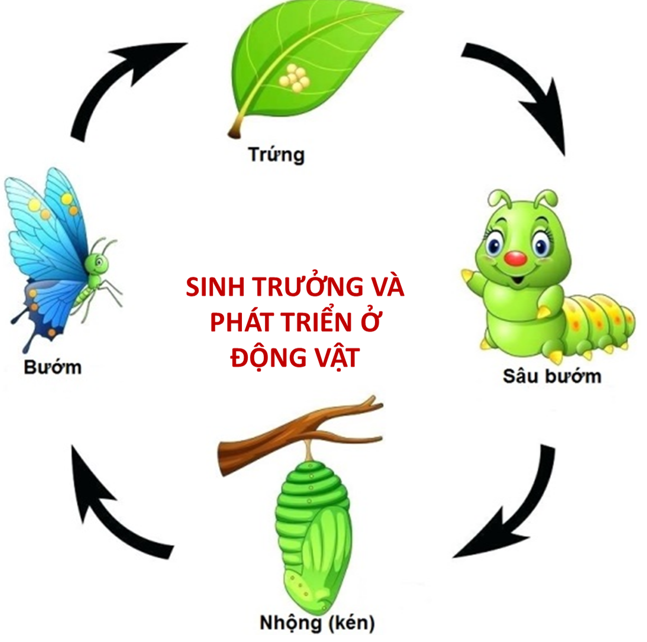 Trứng
SINH TRƯỞNG VÀ
PHÁT TRIỂN Ở
ĐỘNG VẬT
Bướm
Sâu bướm
Nhộng (kén)